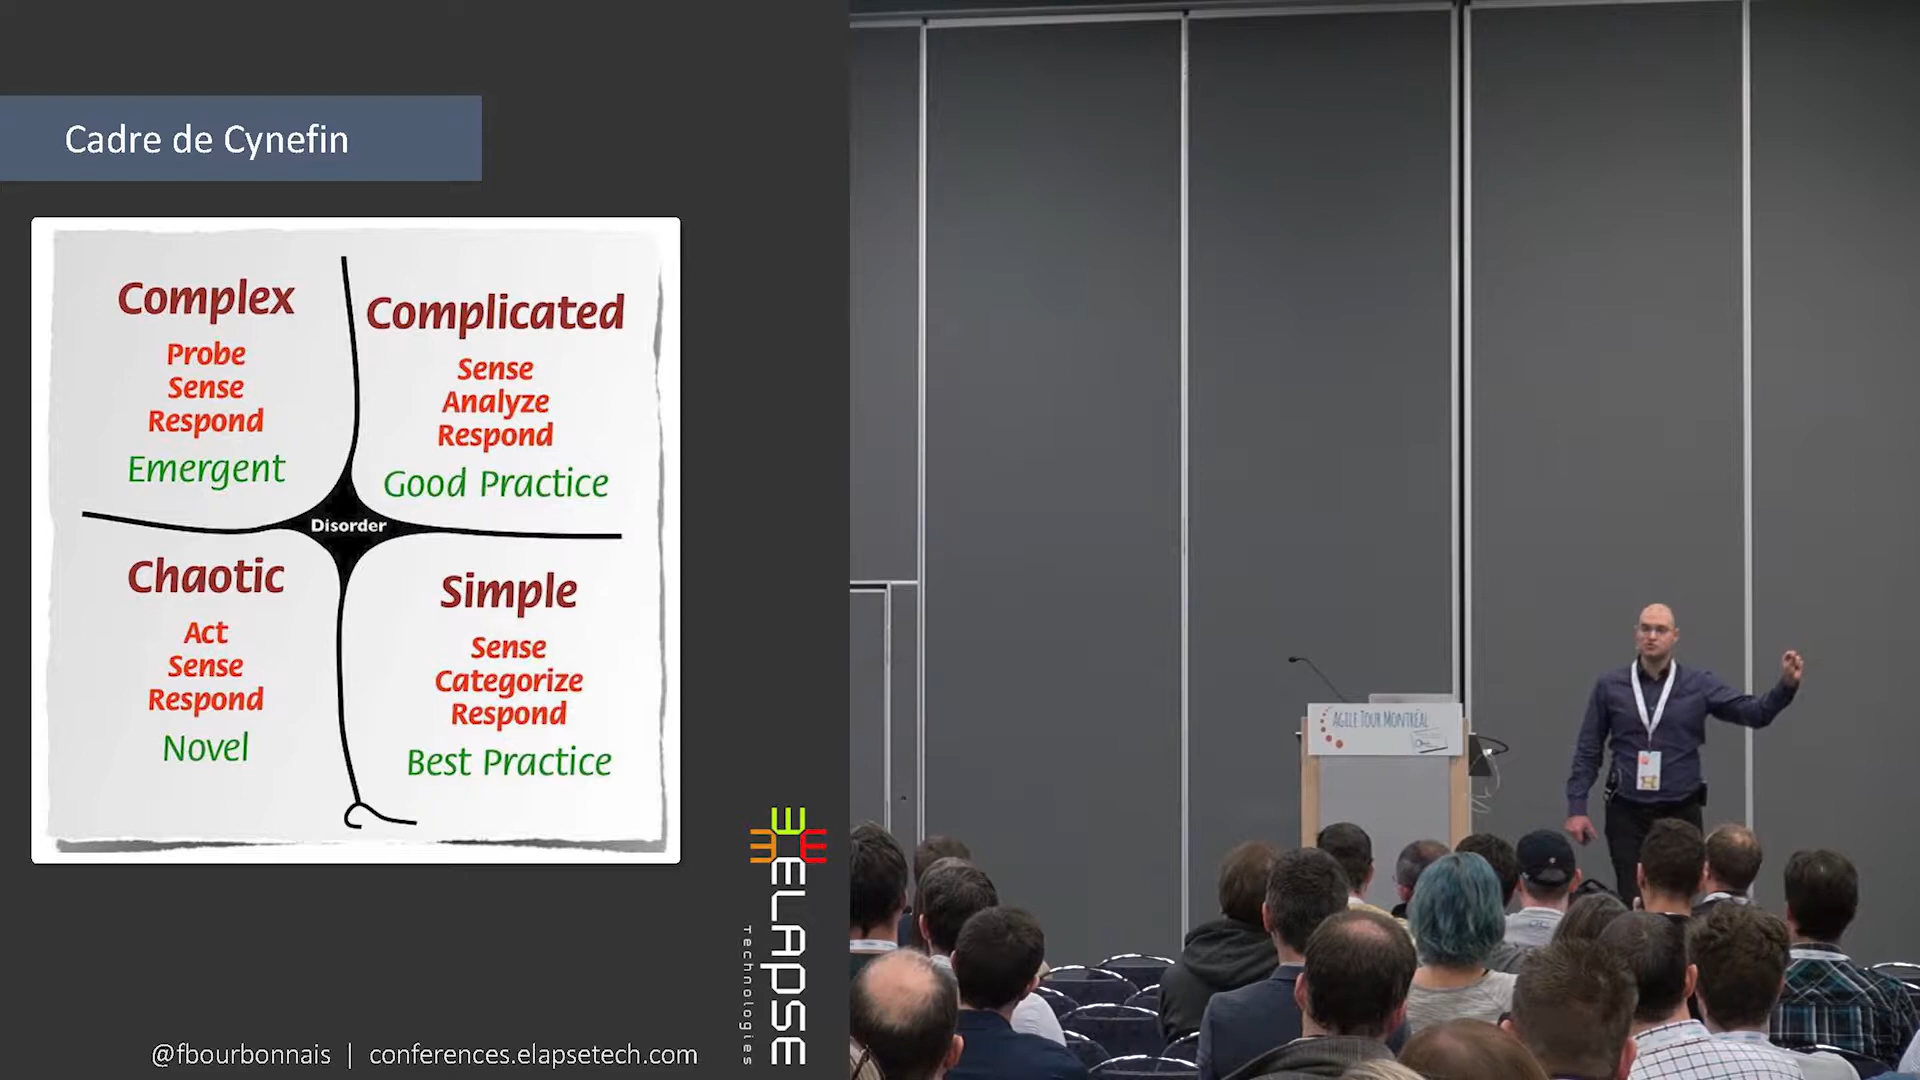 Cadre de Cynefin
Complex
Probe
Sense
Respond
Emergent
Complicated
Sense
Analyze
Respond
Good Practice
Disorder
Chaotic
Act
Sense
Respond
Novel
Simple
Sense
Categorize
Respond
Best Practice
ELAPSE
Technologies
@fbourbonnais | conferences.elapsetech.com
AGILE TOUR MONTRÉAL